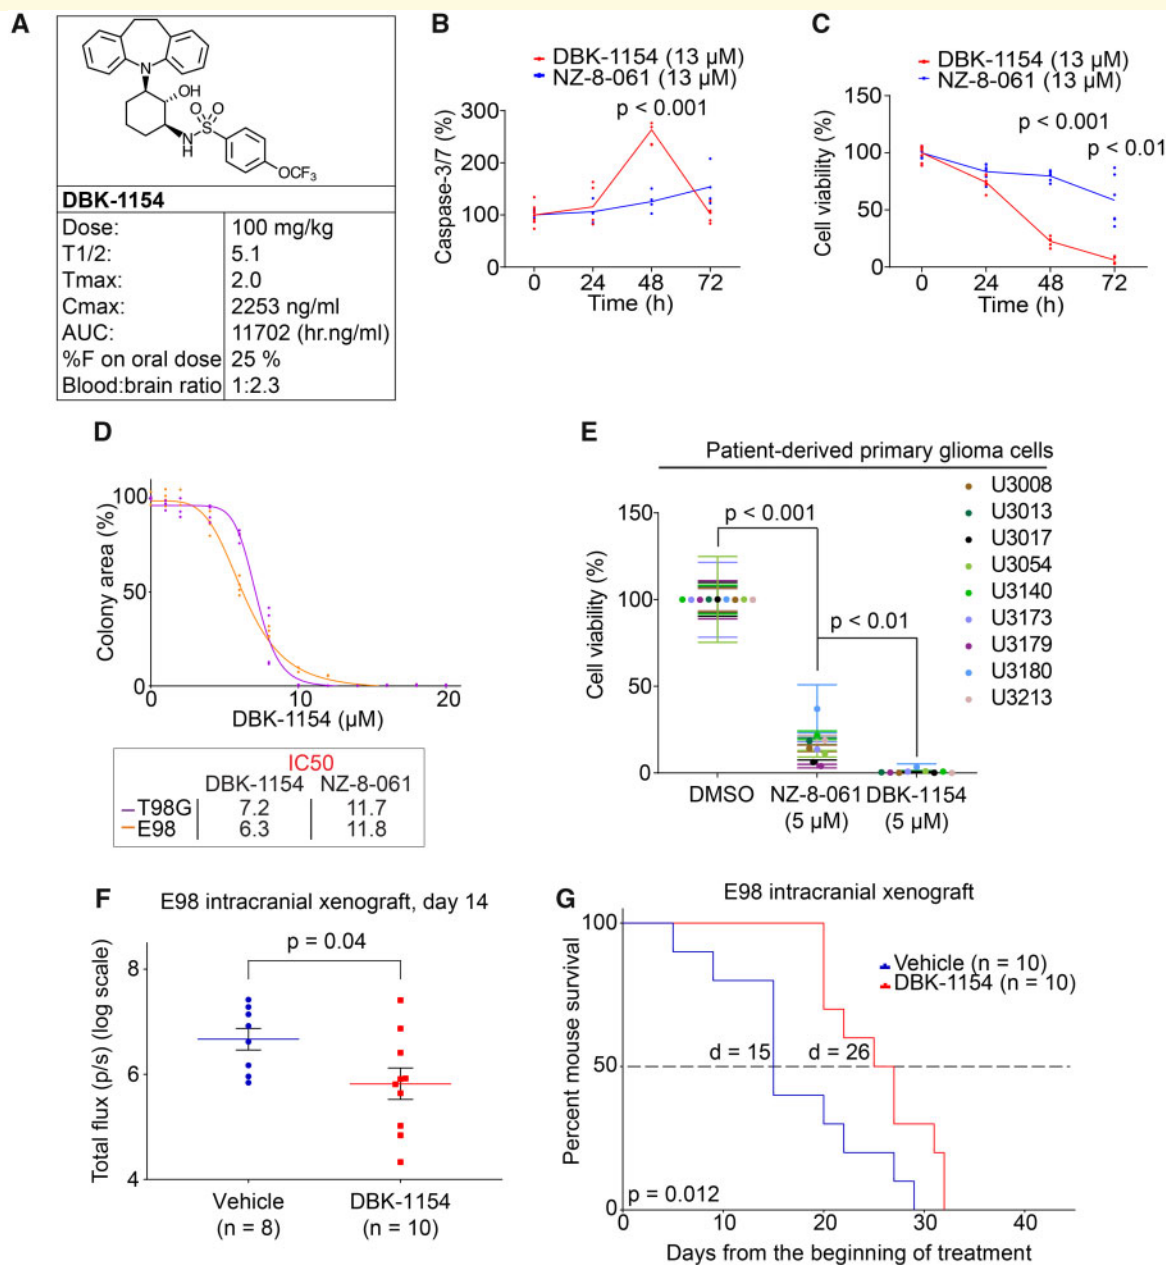 A
N
OH
O O
S
N
H
OCF₃
DBK-1154
Dose: 100 mg/kg
T1/2: 5.1
Tmax: 2.0
Cmax: 2253 ng/ml
AUC: 11702 (hr.ng/ml)
%F on oral dose 25 %
Blood:brain ratio 1:2.3
B
DBK-1154 (13 µM)
NZ-8-061 (13 µM)
p < 0.001
Caspase-3/7 (%)
300
200
100
0
0 24 48 72
Time (h)
C
DBK-1154 (13 µM)
NZ-8-061 (13 µM)
p < 0.001
p < 0.01
Cell viability (%)
150
100
50
0
0 24 48 72
Time (h)
D
Colony area (%)
100
50
0
0 10 20
DBK-1154 (µM)
IC50
DBK-1154 NZ-8-061
T98G 7.2 11.7
E98 6.3 11.8
E
Patient-derived primary glioma cells
Cell viability (%)
150
100
50
0
p < 0.001
p < 0.01
DMSO NZ-8-061 DBK-1154
(5 µM) (5 µM)
U3008
U3013
U3017
U3054
U3140
U3173
U3179
U3180
U3213
F
E98 intracranial xenograft, day 14
p = 0.04
Total flux (p/s) (log scale)
8
6
4
Vehicle DBK-1154
(n = 8) (n = 10)
G
E98 intracranial xenograft
Percent mouse survival
100
50
0
Vehicle (n = 10)
DBK-1154 (n = 10)
d = 15 d = 26
p = 0.012
0 10 20 30 40
Days from the beginning of treatment